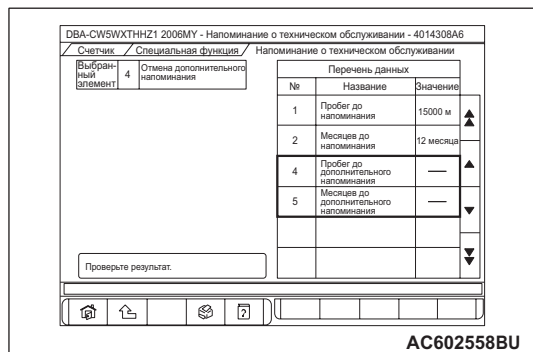 DBA-CW5WXTHHZ1 2006MY - Напоминание о техническом обслуживании - 4014308A6
Счетчик / Специальная функция / Напоминание о техническом обслуживании
Выбран-
ный
элемент
4
Отмена дополнительного
напоминания
Перечень данных
№ Название Значение
1 Пробег до
напоминания
15000 м
2 Месяцев до
напоминания
12 месяца
4 Пробег до
дополнительного
напоминания
—
5 Месяцев до
дополнительного
напоминания
—
Проверьте результат.
?
AC602558BU